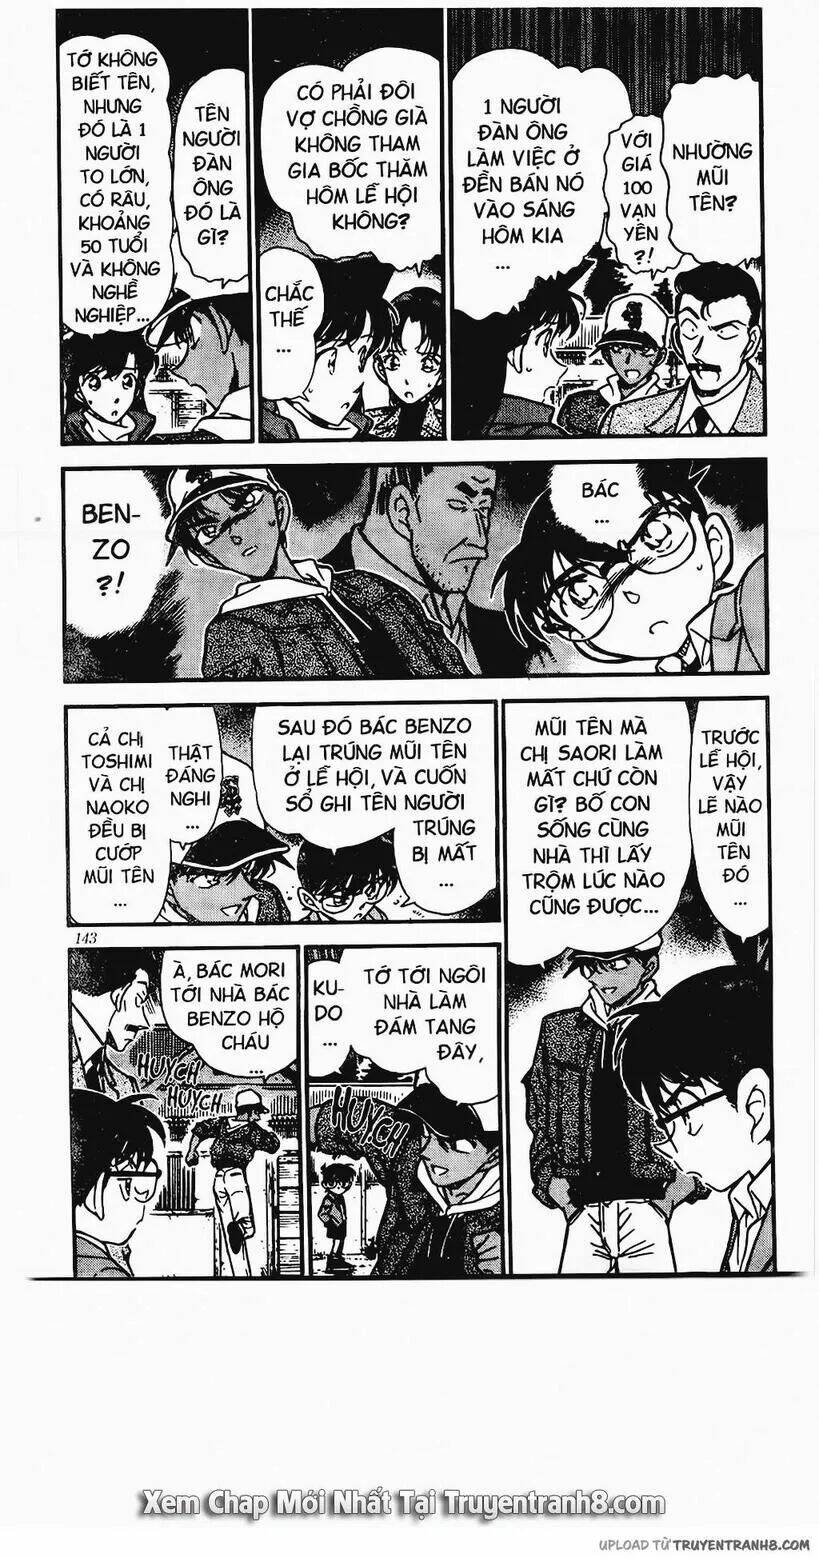 NHƯỜNG
MŨI
TÊN?
VỚI
GIÁ
100
VẠN
YÊN
?!
1 NGƯỜI
ĐÀN ÔNG
LÀM VIỆC Ở
ĐỀN BÁN NÓ
VÀO SÁNG
HÔM KIA
...
CÓ PHẢI ĐÔI
VỢ CHỒNG GIÀ
KHÔNG THAM
GIA BỐC THĂM
HÔM LỄ HỘI
KHÔNG?
CHẮC
THẾ
...
TÊN
NGƯỜI
ĐÀN
ÔNG
ĐÓ LÀ
GÌ?
TỚ KHÔNG
BIẾT TÊN,
NHƯNG
ĐÓ LÀ 1
NGƯỜI
TO LỚN,
CÓ RÂU,
KHOẢNG
50 TUỔI
VÀ KHÔNG
NGHỀ
NGHIỆP...
BÁC
...
BEN-
ZO
?!
TRƯỚC
LỄ HỘI,
VẬY
LẼ NÀO
MŨI
TÊN
ĐÓ
...
MŨI TÊN MÀ
CHỊ SAORI LÀM
MẤT CHỨ CÒN
GÌ? BỐ CON
SỐNG CÙNG
NHÀ THÌ LẤY
TRỘM LÚC NÀO
CŨNG ĐƯỢC...
SAU ĐÓ BÁC BENZO
LẠI TRÚNG MŨI TÊN
Ở LỄ HỘI, VÀ CUỐN
SỔ GHI TÊN NGƯỜI
TRÚNG
BỊ MẤT
...
THẬT
ĐÁNG
NGHI
...
CẢ CHỊ
TOSHIMI
VÀ CHỊ
NAOKO
ĐỀU BỊ
CƯỚP
MŨI TÊN
...
143
TỚ TỚI NGÔI
NHÀ LÀM
ĐÁM TANG
ĐÂY,
KU-
DO
...
HUỴCH
À, BÁC MORI
TỚI NHÀ BÁC
BENZO HỘ
CHÁU
...
HUỴCH
HUỴCH
Xem Chap Mới Nhất Tại Truyentranh8.com
UPLOAD TỪ TRUYENTRANH8.COM